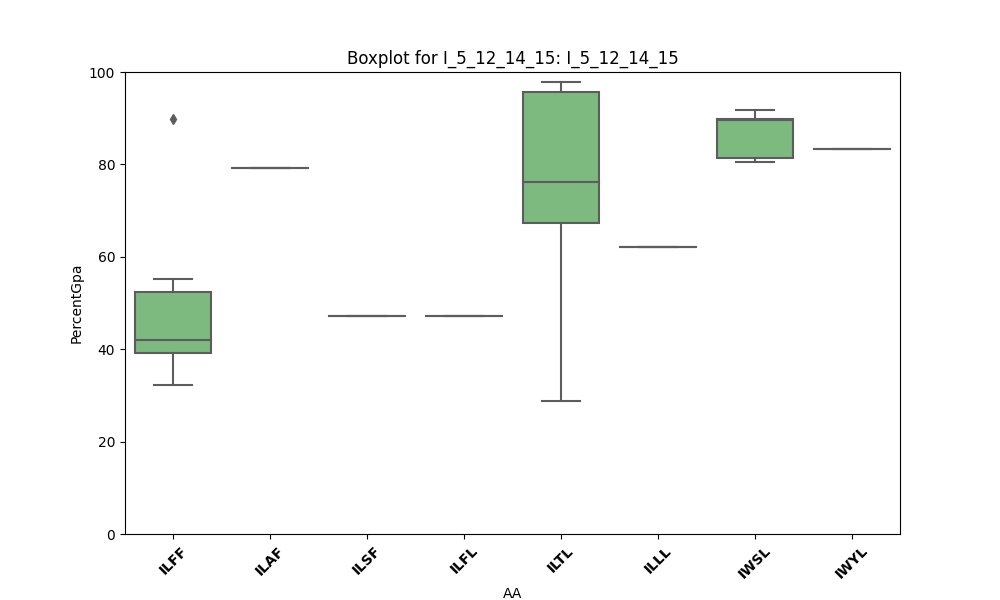 Boxplot for I_5_12_14_15: I_5_12_14_15
100
80
60
40
20
0
PercentGpa
ILFF ILAF ILSF ILFL ILTL ILLL IWSL IWYL
AA